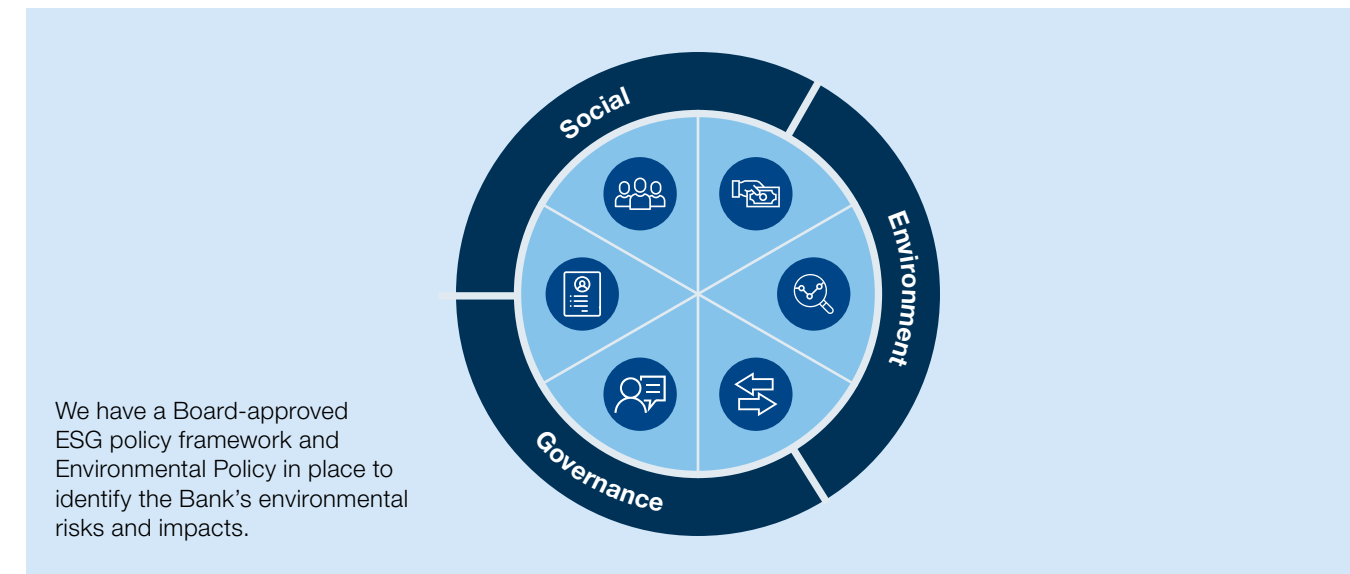 Social
Environment
Governance
We have a Board-approved
ESG policy framework and
Environmental Policy in place to
identify the Bank’s environmental
risks and impacts.